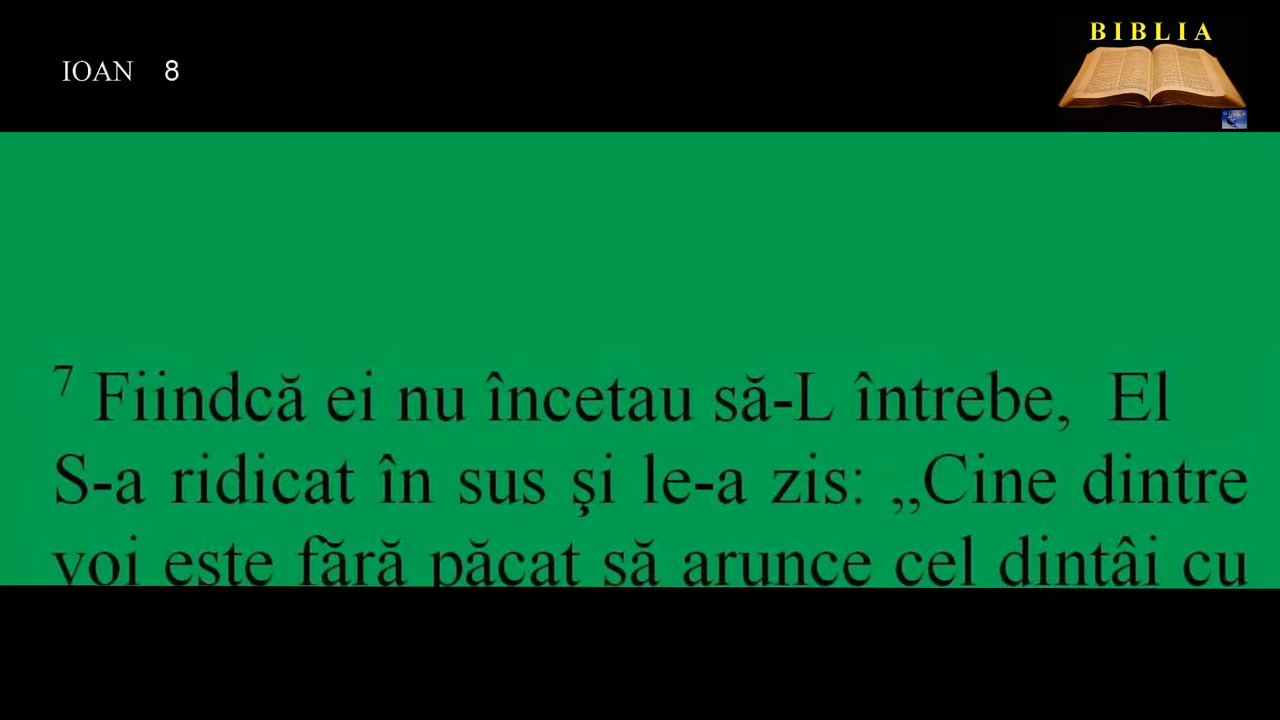 BIBLIA
IOAN 8
7 Fiindcă ei nu încetau să-L întrebe, El
S-a ridicat în sus şi le-a zis: „Cine dintre
voi este fără păcat să arunce cel dintâi cu